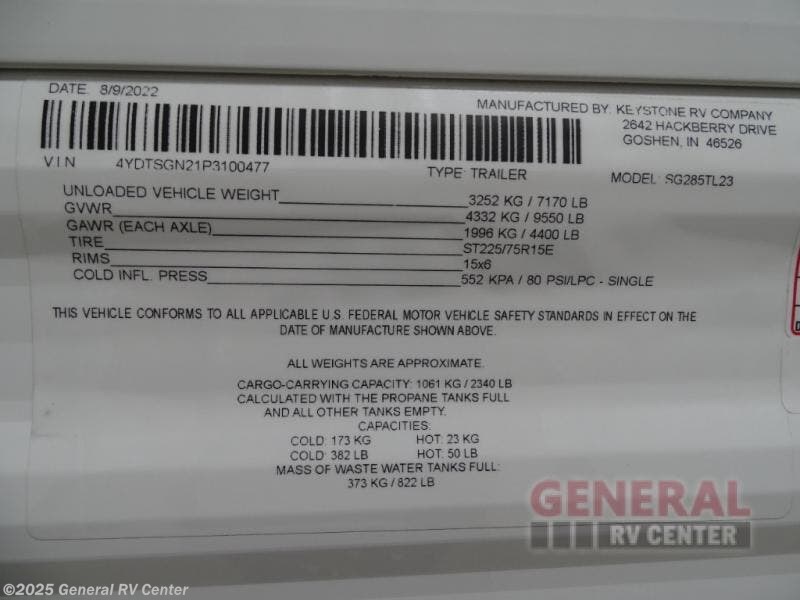 DATE: 8/9/2022
MANUFACTURED BY: KEYSTONE RV COMPANY
2642 HACKBERRY DRIVE
GOSHEN, IN 46526
VIN 4YDTSGN21P3100477
TYPE: TRAILER
MODEL: SG285TL23
UNLOADED VEHICLE WEIGHT 3252 KG / 7170 LB
GVWR 4332 KG / 9550 LB
GAWR (EACH AXLE) 1996 KG / 4400 LB
TIRE ST225/75R15E
RIMS 15x6
COLD INFL. PRESS 552 KPA / 80 PSI/LPC - SINGLE
THIS VEHICLE CONFORMS TO ALL APPLICABLE U.S. FEDERAL MOTOR VEHICLE SAFETY STANDARDS IN EFFECT ON THE
DATE OF MANUFACTURE SHOWN ABOVE.
ALL WEIGHTS ARE APPROXIMATE.
CARGO-CARRYING CAPACITY: 1061 KG / 2340 LB
CALCULATED WITH THE PROPANE TANKS FULL
AND ALL OTHER TANKS EMPTY.
CAPACITIES:
COLD: 173 KG HOT: 23 KG
COLD: 382 LB HOT: 50 LB
MASS OF WASTE WATER TANKS FULL:
373 KG / 822 LB
GENERAL
RV CENTER
©2025 General RV Center